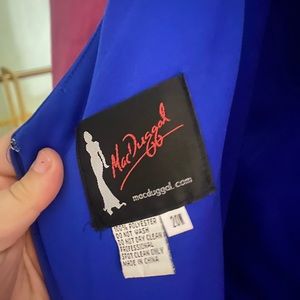 MacDuggal
macduggal.com
100% POLYESTER
DO NOT WASH
DO NOT DRY CLEAN
PROFESSIONAL
SPOT CLEAN ONLY
MADE IN CHINA
20W